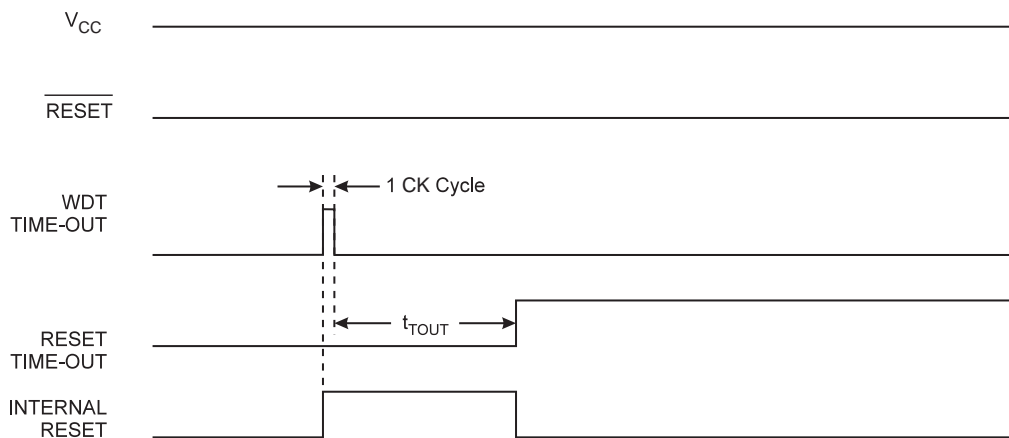 VCC
RESET
1 CK Cycle
WDT
TIME-OUT
tTOUT
RESET
TIME-OUT
INTERNAL
RESET